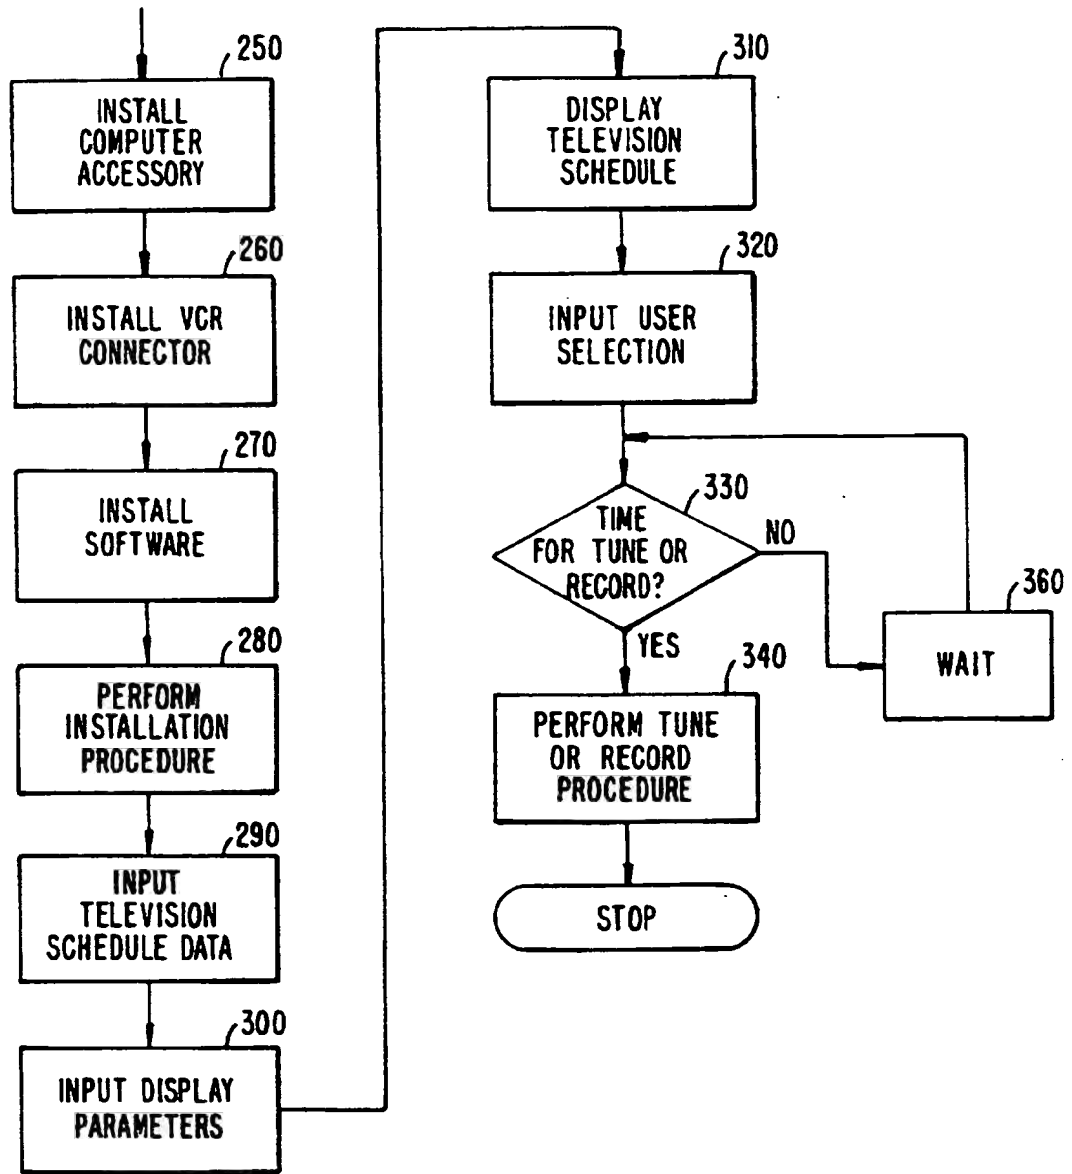 250
INSTALL
COMPUTER
ACCESSORY
260
INSTALL VCR
CONNECTOR
270
INSTALL
SOFTWARE
280
PERFORM
INSTALLATION
PROCEDURE
290
INPUT
TELEVISION
SCHEDULE DATA
300
INPUT DISPLAY
PARAMETERS
310
DISPLAY
TELEVISION
SCHEDULE
320
INPUT USER
SELECTION
330
TIME
FOR TUNE OR
RECORD?
NO
YES
360
WAIT
340
PERFORM TUNE
OR RECORD
PROCEDURE
STOP